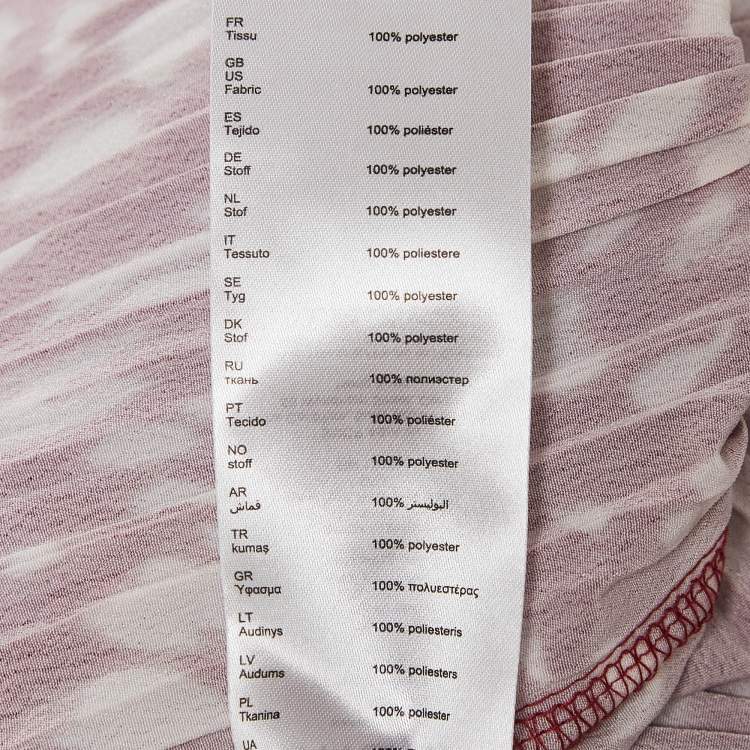 FR
Tissu 100% polyester
GB
US
Fabric 100% polyester
ES
Tejido 100% poliéster
DE
Stoff 100% polyester
NL
Stof 100% polyester
IT
Tessuto 100% poliestere
SE
Tyg 100% polyester
DK
Stof 100% polyester
RU
ткань 100% полиэстер
PT
Tecido 100% poliéster
NO
stoff 100% polyester
AR
قماش 100% البوليستر
TR
kumaş 100% polyester
GR
Ύφασμα 100% πολυεστέρας
LT
Audinys 100% poliesteris
LV
Audums 100% poliesters
PL
Tkanina 100% poliester
UA